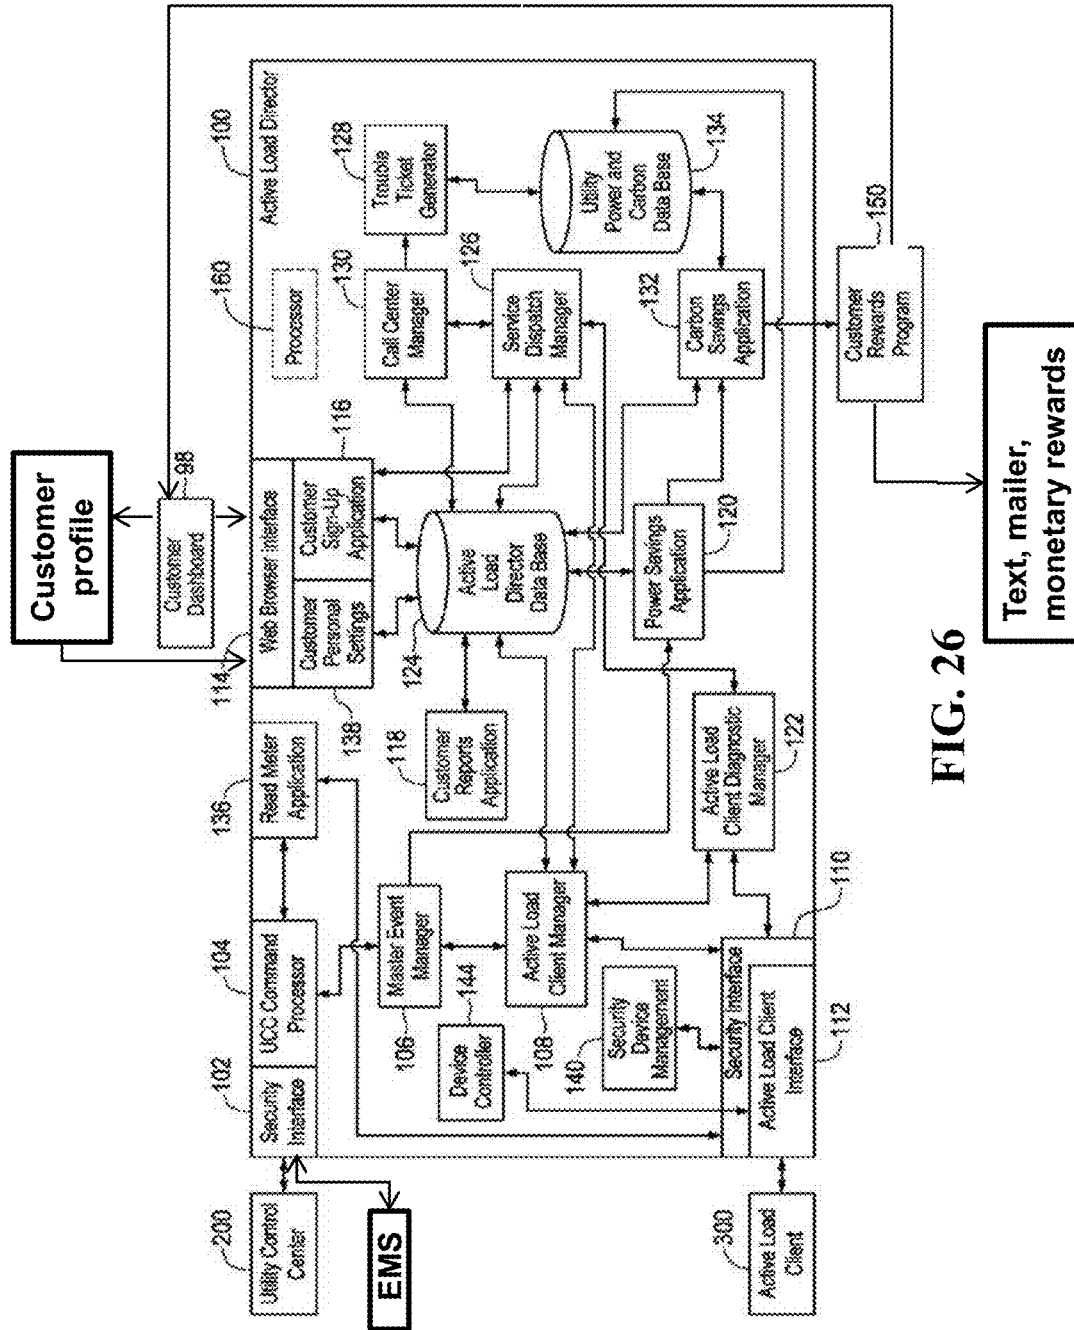 Customer
profile
98
Customer
Dashboard
100
Active Load Director
160
Processor
114
Web Browser Interface
116
Customer
Personal
Settings
Customer
Sign-Up
Application
138
136
Read Meter
Application
104
UCC Command
Processor
102
Security
Interface
200
Utility Control
Center
EMS
128
Trouble
Ticket
Generator
130
Call Center
Manager
126
Service
Dispatch
Manager
134
Utility
Power and
Carbon
Data Base
132
Carbon
Savings
Application
124
Active
Load
Director
Data Base
118
Customer
Reports
Application
120
Power Savings
Application
106
Master Event
Manager
144
Device
Controller
108
Active Load
Client Manager
140
Security
Device
Management
122
Active Load
Client Diagnostic
Manager
110
Security Interface
112
Active Load Client
Interface
300
Active Load
Client
150
Customer
Rewards
Program
Text, mailer,
monetary rewards
FIG. 26